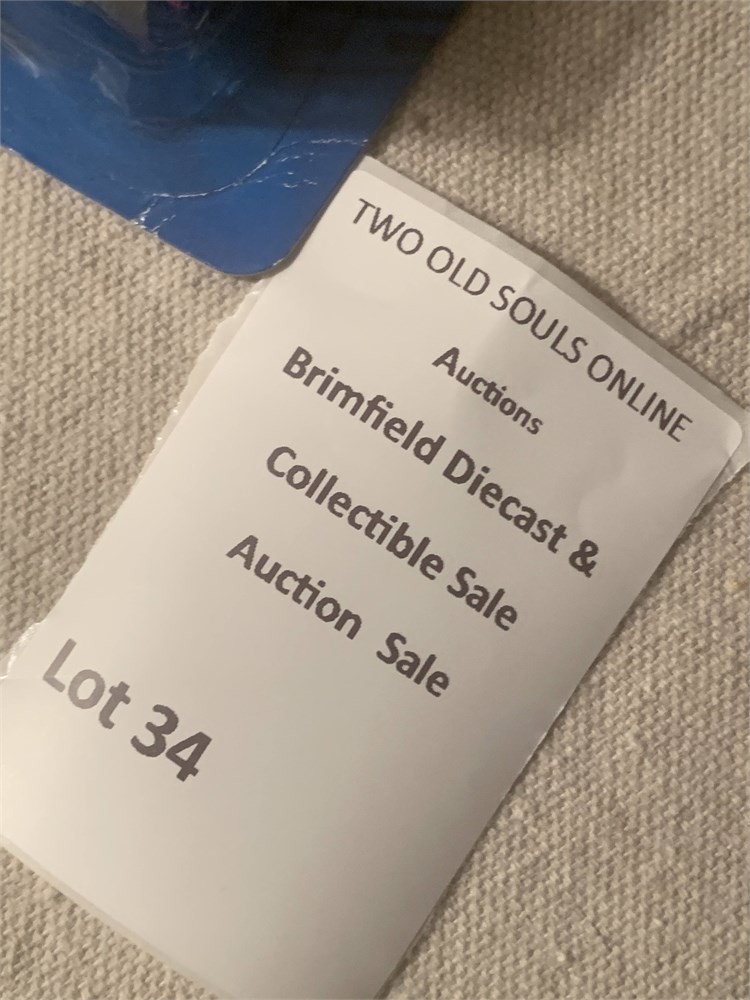 TWO OLD SOULS ONLINE
Auctions
Brimfield Diecast &
Collectible Sale
Auction Sale
Lot 34